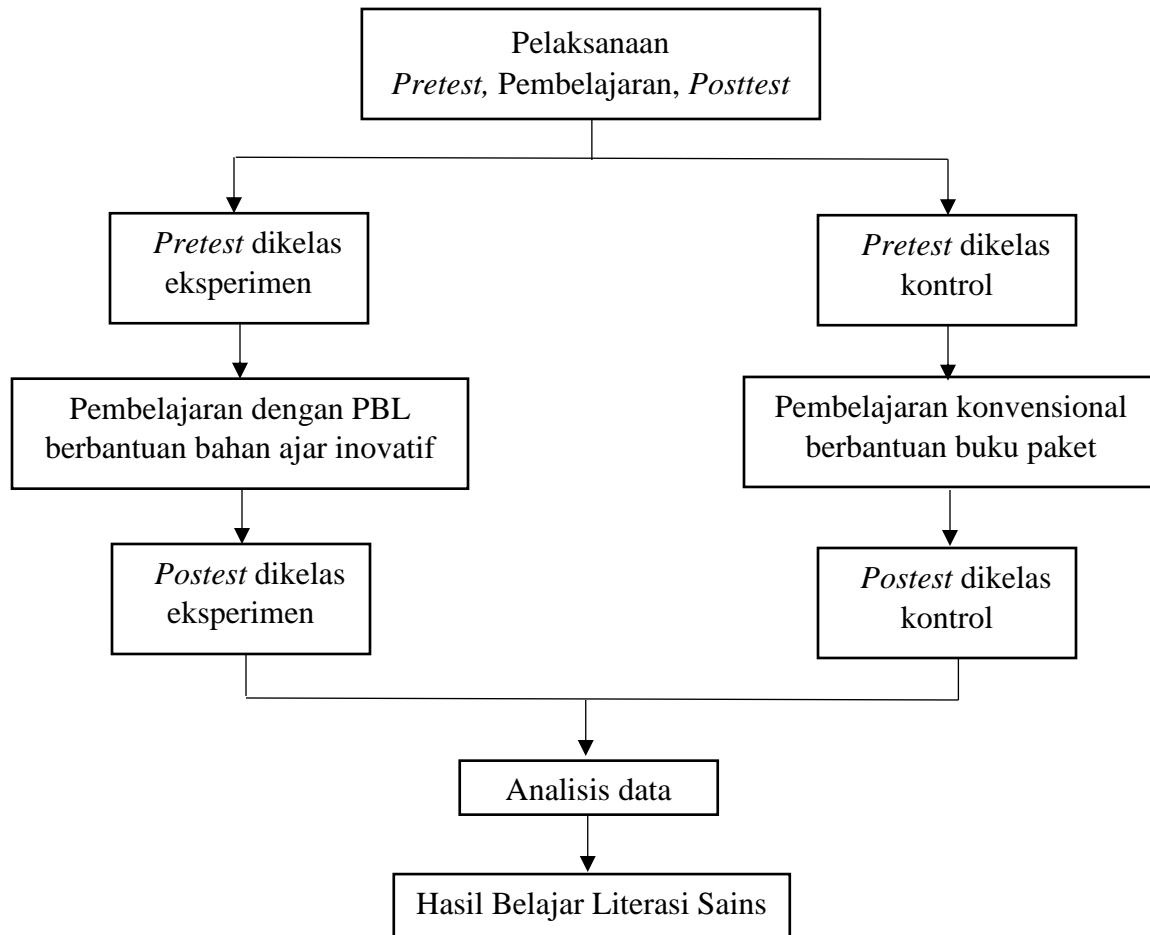 Pelaksanaan
Pretest, Pembelajaran, Posttest
Pretest dikelas
eksperimen
Pretest dikelas
kontrol
Pembelajaran dengan PBL
berbantuan bahan ajar inovatif
Pembelajaran konvensional
berbantuan buku paket
Postest dikelas
eksperimen
Postest dikelas
kontrol
Analisis data
Hasil Belajar Literasi Sains